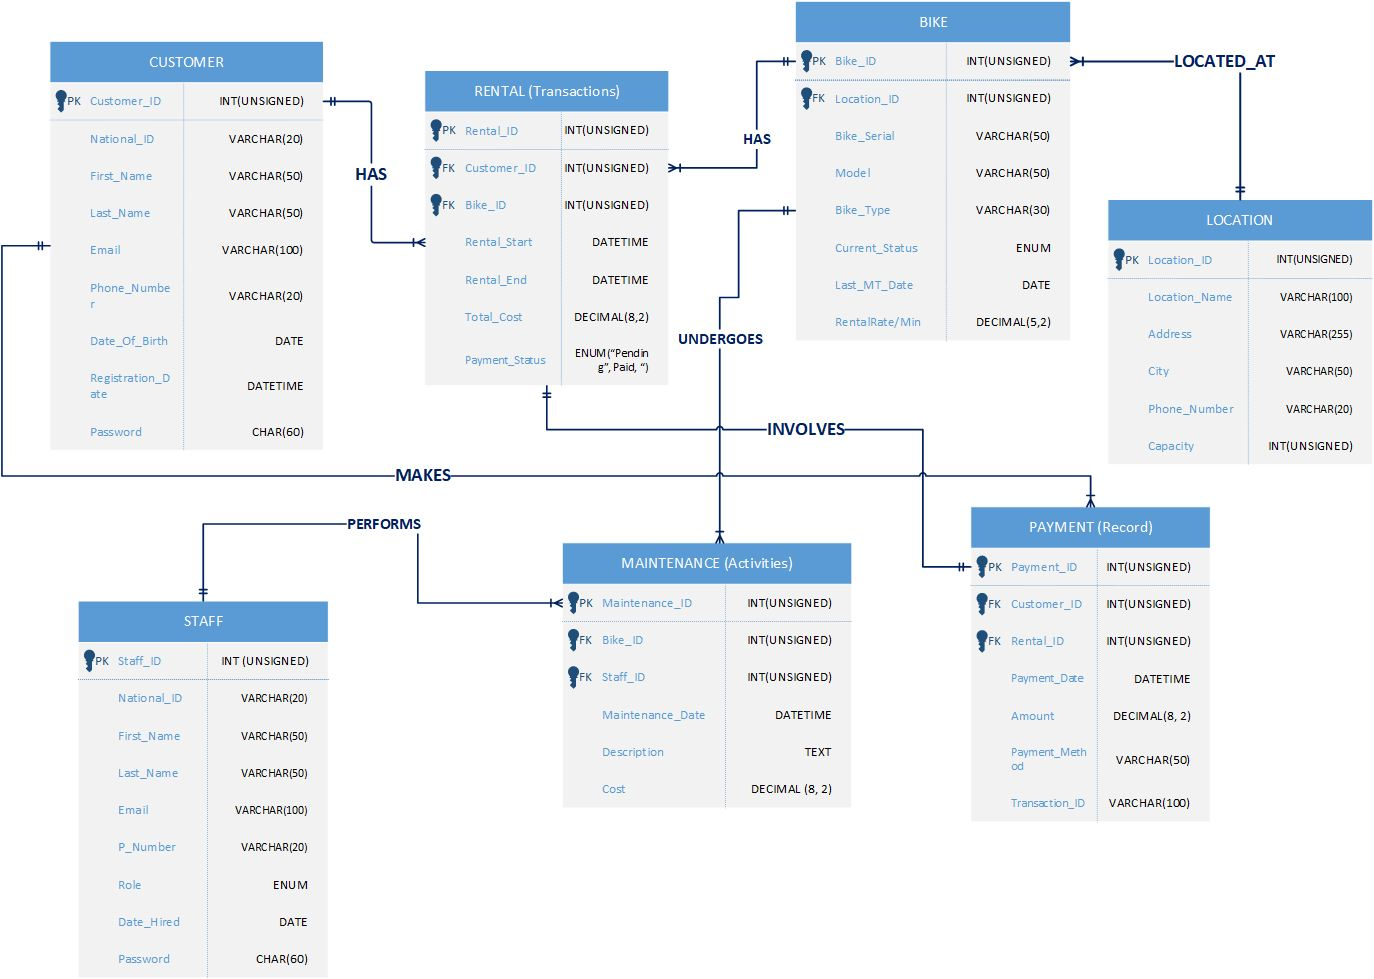 CUSTOMER
PK Customer_ID INT(UNSIGNED)
National_ID VARCHAR(20)
First_Name VARCHAR(50)
Last_Name VARCHAR(50)
Email VARCHAR(100)
Phone_Numbe
r
VARCHAR(20)
Date_Of_Birth DATE
Registration_D
ate
DATETIME
Password CHAR(60)
HAS
RENTAL (Transactions)
PK Rental_ID INT(UNSIGNED)
FK Customer_ID INT(UNSIGNED)
FK Bike_ID INT(UNSIGNED)
Rental_Start DATETIME
Rental_End DATETIME
Total_Cost DECIMAL(8,2)
Payment_Status
ENUM(“Pendin
g”, Paid, “)
HAS
BIKE
PK Bike_ID INT(UNSIGNED)
FK Location_ID INT(UNSIGNED)
Bike_Serial VARCHAR(50)
Model VARCHAR(50)
Bike_Type VARCHAR(30)
Current_Status ENUM
Last_MT_Date DATE
RentalRate/Min DECIMAL(5,2)
LOCATED_AT
LOCATION
PK Location_ID INT(UNSIGNED)
Location_Name VARCHAR(100)
Address VARCHAR(255)
City VARCHAR(50)
Phone_Number VARCHAR(20)
Capacity INT(UNSIGNED)
UNDERGOES
INVOLVES
MAKES
PERFORMS
STAFF
PK Staff_ID INT (UNSIGNED)
National_ID VARCHAR(20)
First_Name VARCHAR(50)
Last_Name VARCHAR(50)
Email VARCHAR(100)
P_Number VARCHAR(20)
Role ENUM
Date_Hired DATE
Password CHAR(60)
MAINTENANCE (Activities)
PK Maintenance_ID INT(UNSIGNED)
FK Bike_ID INT(UNSIGNED)
FK Staff_ID INT(UNSIGNED)
Maintenance_Date DATETIME
Description TEXT
Cost DECIMAL (8, 2)
PAYMENT (Record)
PK Payment_ID INT(UNSIGNED)
FK Customer_ID INT(UNSIGNED)
FK Rental_ID INT(UNSIGNED)
Payment_Date DATETIME
Amount DECIMAL(8, 2)
Payment_Meth
od
VARCHAR(50)
Transaction_ID VARCHAR(100)